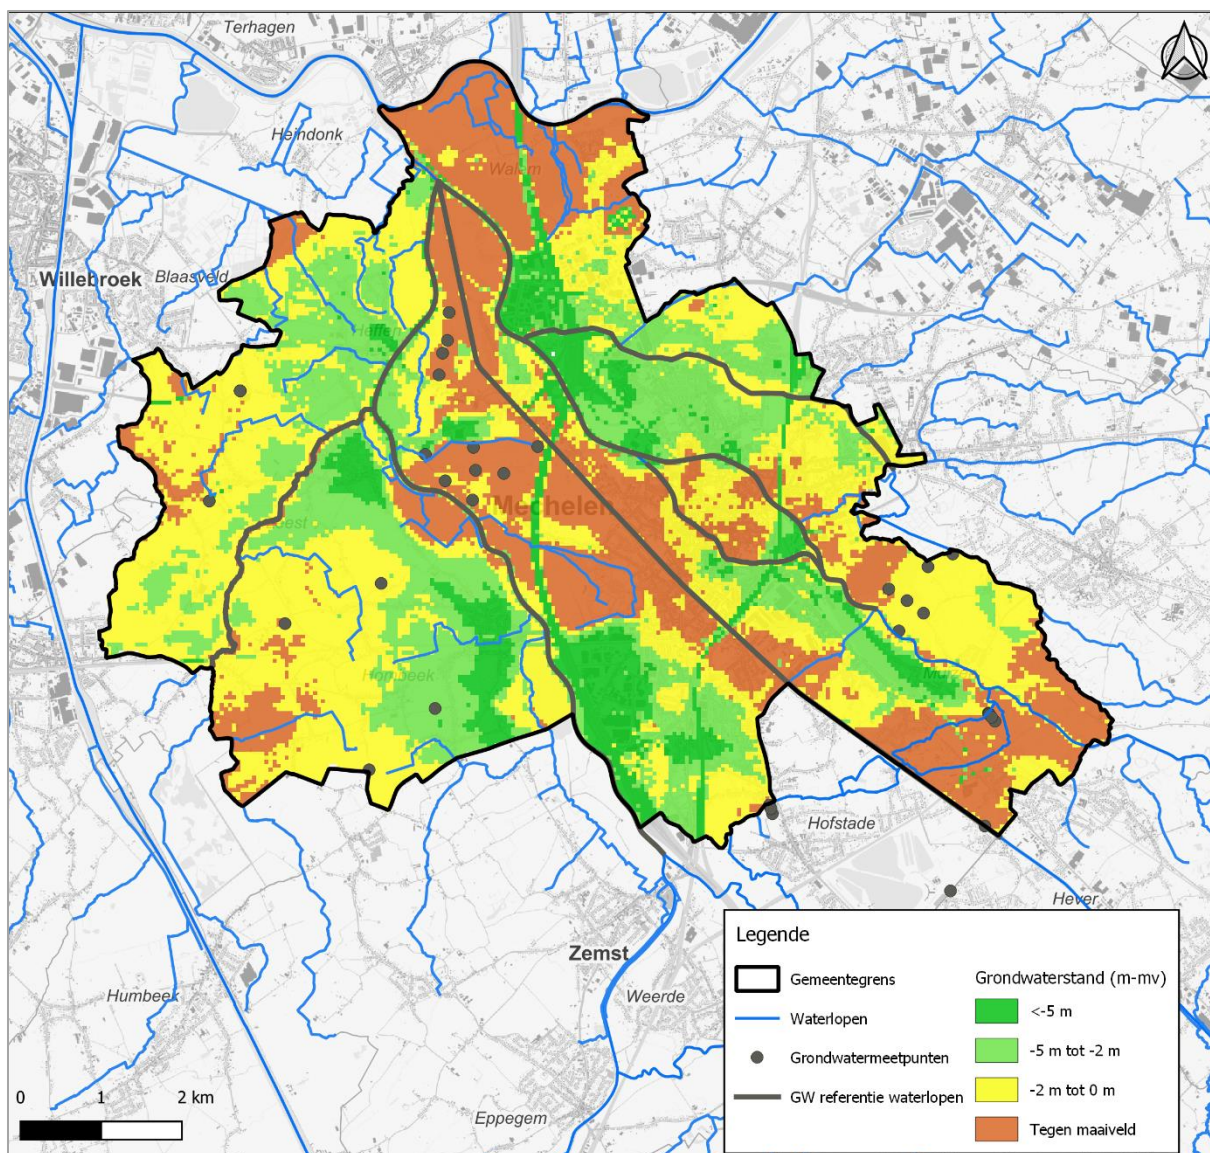 Terhagen
Heindonk
Walem
Willebroek
Blaasveld
Heffen
Mechelen
Hombeek
Hofstade
Hever
Zemst
Weerde
Humbeek
Eppegem
0 1 2 km
Legende
Gemeentegrens
Waterlopen
Grondwatermeetpunten
GW referentie waterlopen
Grondwaterstand (m-mv)
<-5 m
-5 m tot -2 m
-2 m tot 0 m
Tegen maaiveld